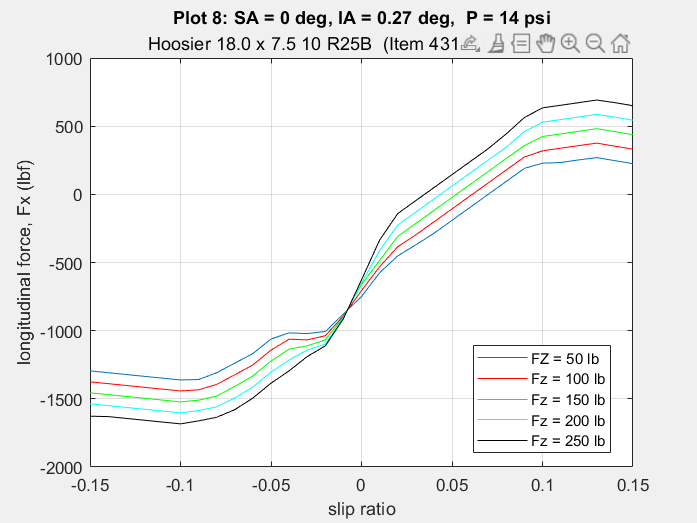 Plot 8: SA = 0 deg, IA = 0.27 deg, P = 14 psi
Hoosier 18.0 x 7.5 10 R25B (Item 431
1000
500
0
-500
-1000
-1500
-2000
longitudinal force, Fx (lbf)
-0.15 -0.1 -0.05 0 0.05 0.1 0.15
slip ratio
FZ = 50 lb
Fz = 100 lb
Fz = 150 lb
Fz = 200 lb
Fz = 250 lb